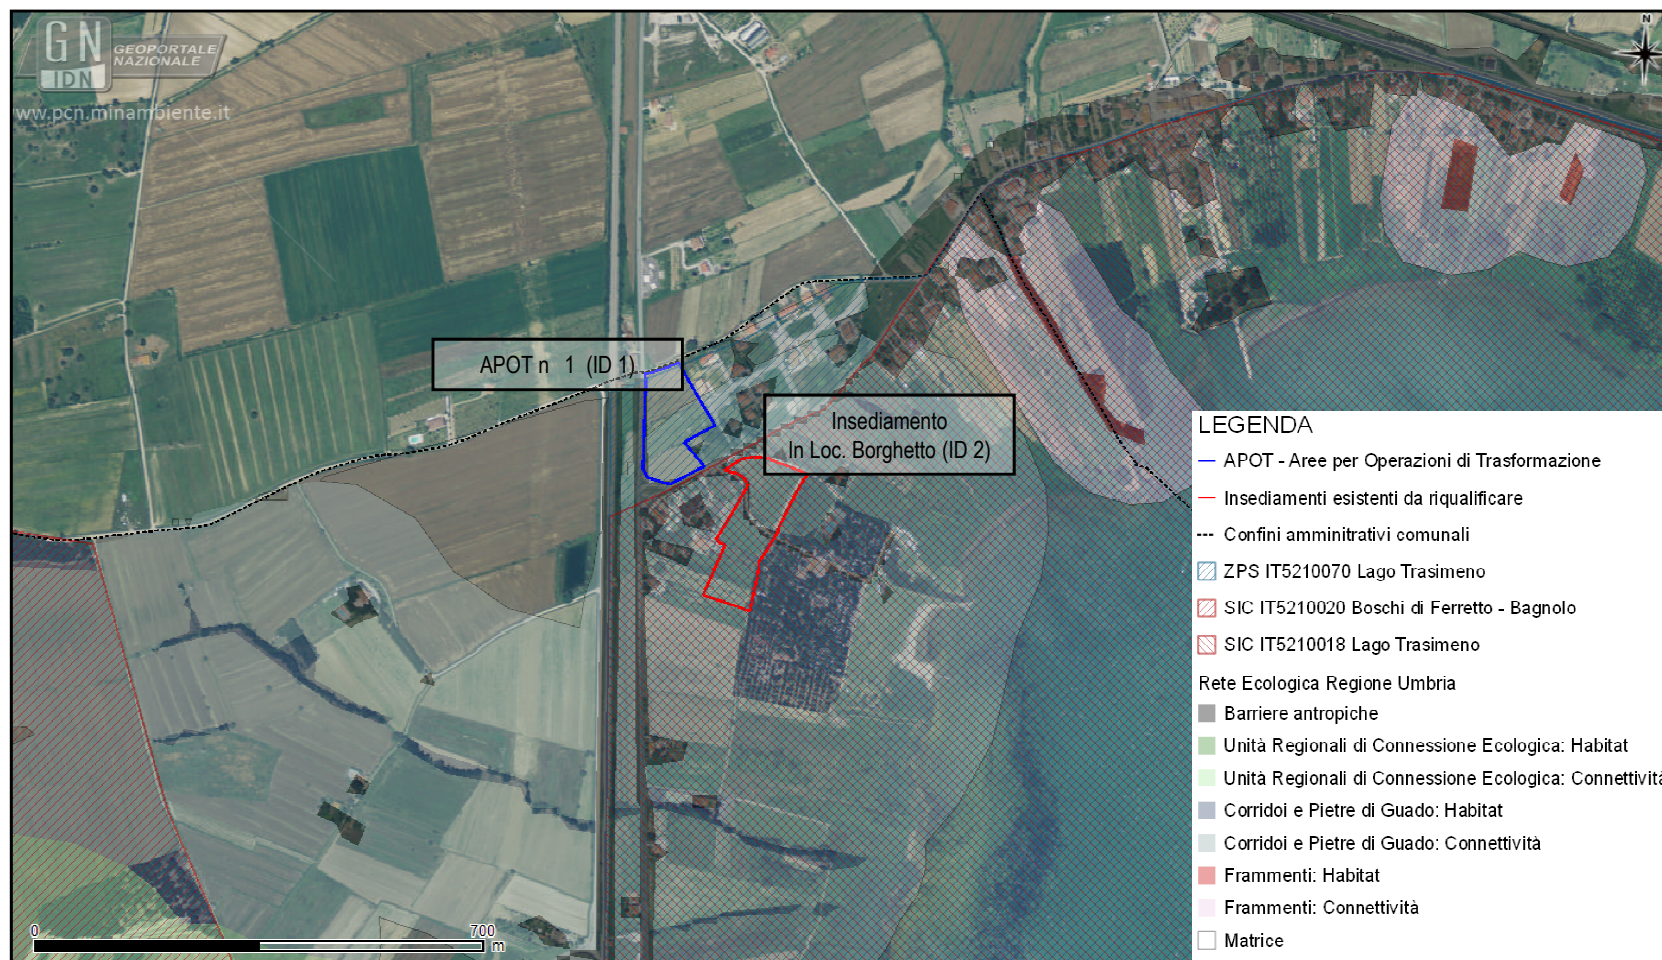 GN
IDN
GEOPORTALE
NAZIONALE
ww.pcn.minambiente.it
N
APOT n 1 (ID 1)
Insediamento
In Loc. Borghetto (ID 2)
LEGENDA
APOT - Aree per Operazioni di Trasformazione
Insediamenti esistenti da riqualificare
Confini amminitrativi comunali
ZPS IT5210070 Lago Trasimeno
SIC IT5210020 Boschi di Ferretto - Bagnolo
SIC IT5210018 Lago Trasimeno
Rete Ecologica Regione Umbria
Barriere antropiche
Unità Regionali di Connessione Ecologica: Habitat
Unità Regionali di Connessione Ecologica: Connettività
Corridoi e Pietre di Guado: Habitat
Corridoi e Pietre di Guado: Connettività
Frammenti: Habitat
Frammenti: Connettività
Matrice
0 700
m